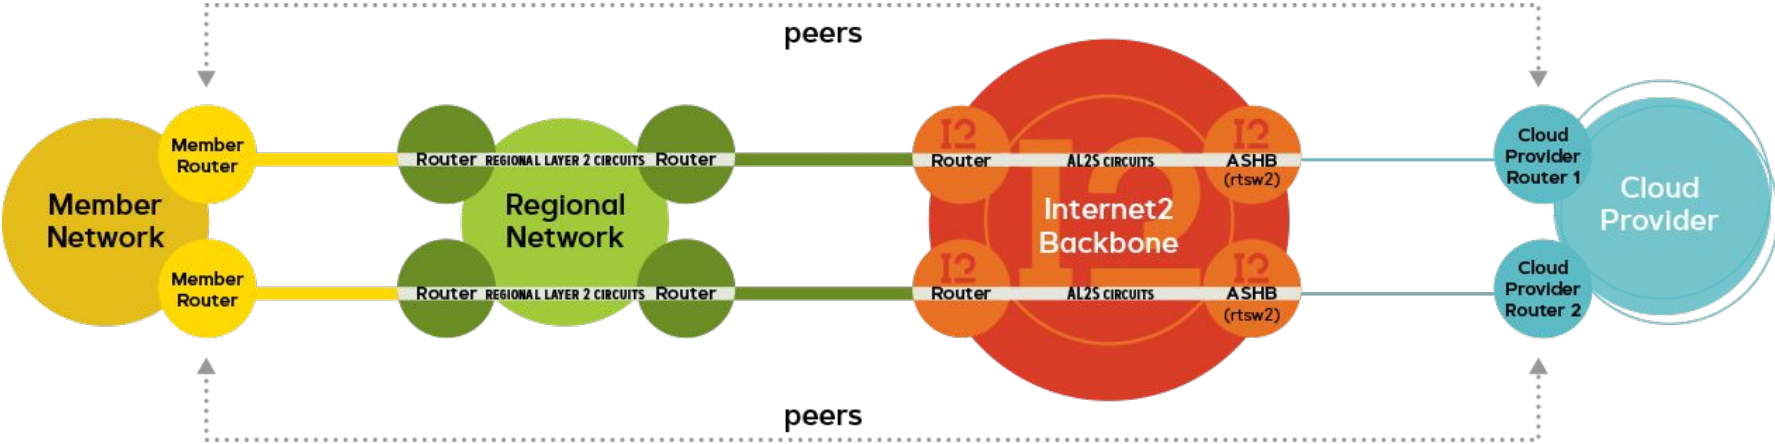 peers
Member
Router
Router REGIONAL LAYER 2 CIRCUITS Router
I2
Router
AL2S CIRCUITS
I2
ASHB
(rtsw2)
Cloud
Provider
Router 1
Member
Network
Regional
Network
I2
Internet2
Backbone
Cloud
Provider
Member
Router
Router REGIONAL LAYER 2 CIRCUITS Router
I2
Router
AL2S CIRCUITS
I2
ASHB
(rtsw2)
Cloud
Provider
Router 2
peers